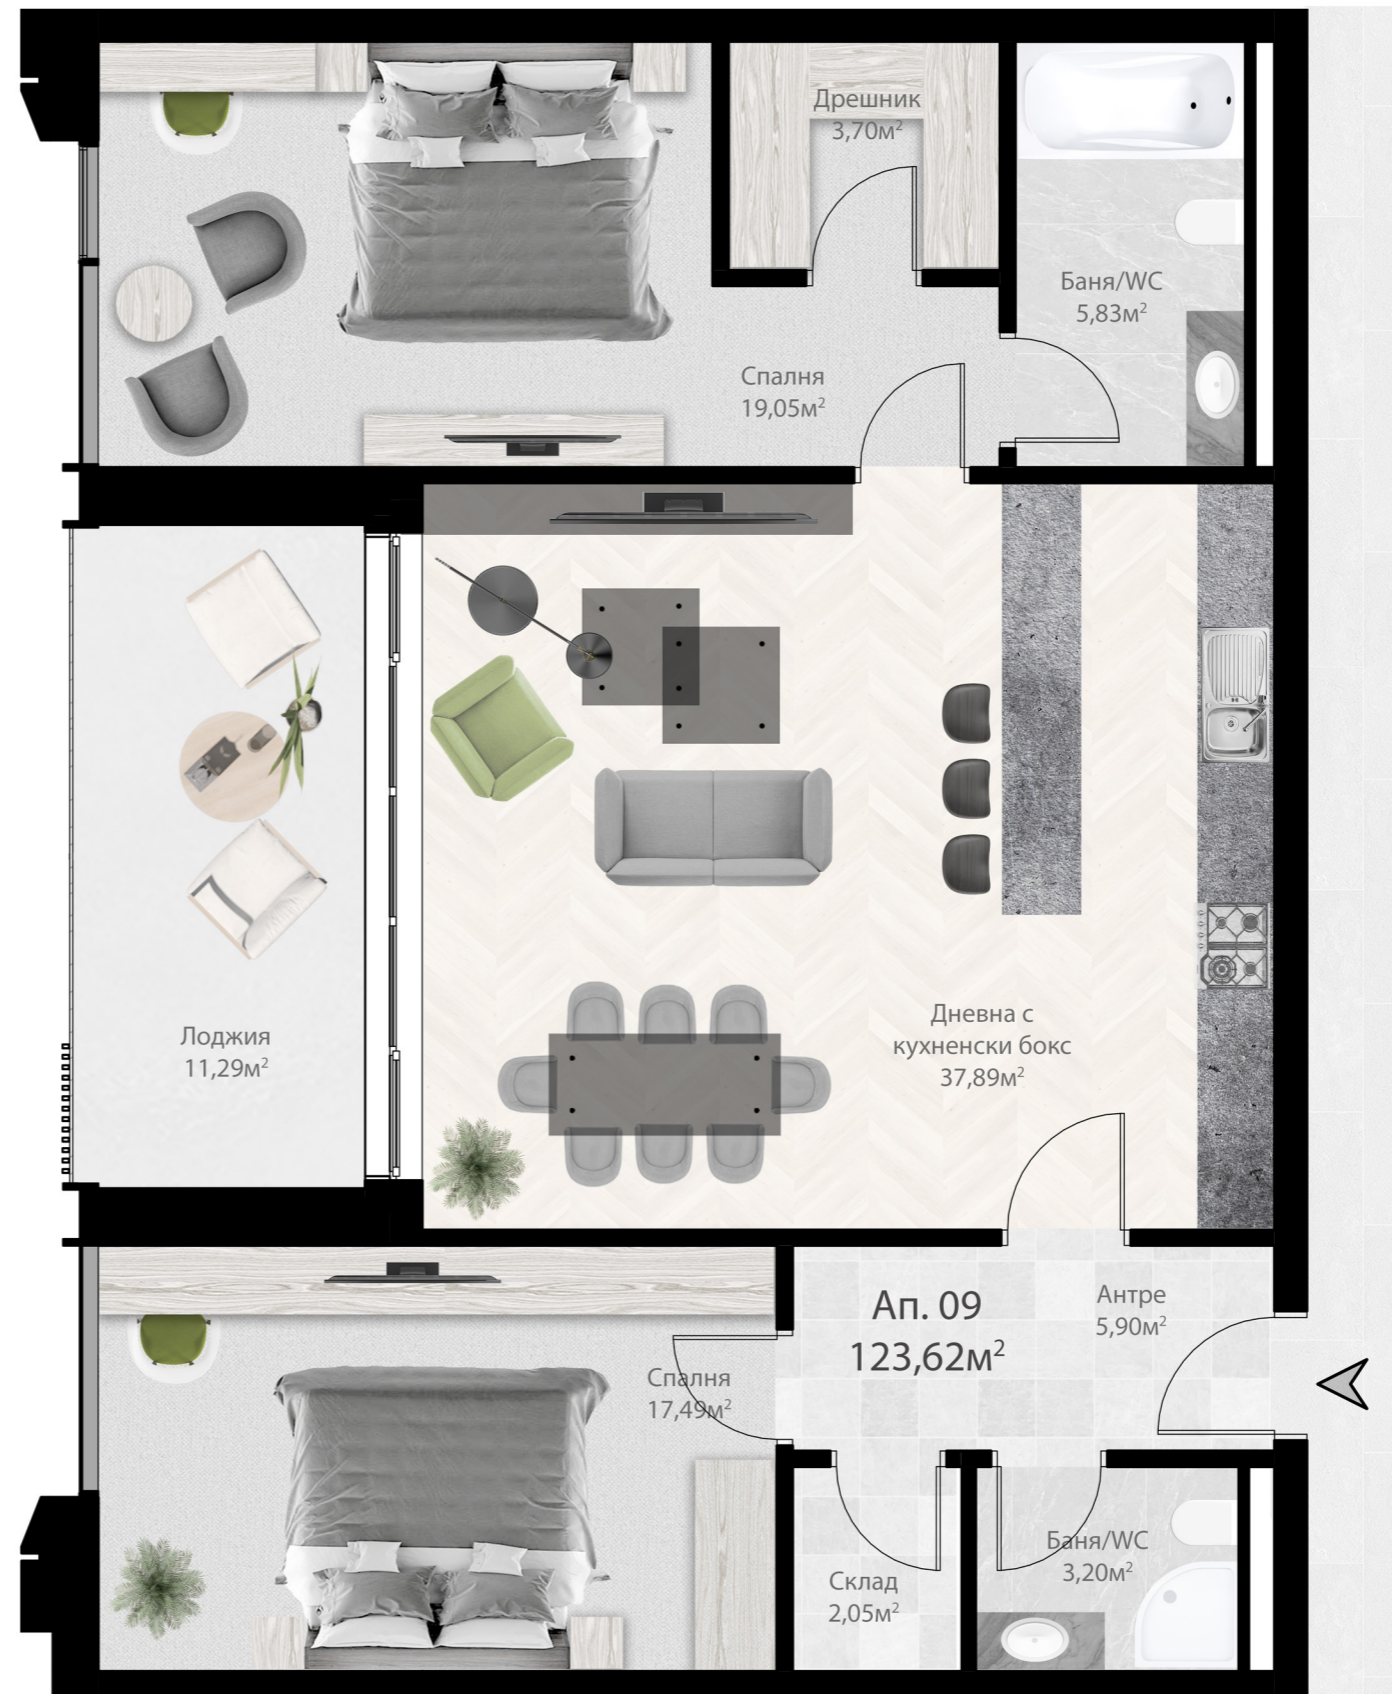 Дрешник
3,70м²
Баня/WC
5,83м²
Спалня
19,05м²
Лоджия
11,29м²
Дневна с
кухненски бокс
37,89м²
Ап. 09
123,62м²
Антре
5,90м²
Спалня
17,49м²
Баня/WC
3,20м²
Склад
2,05м²